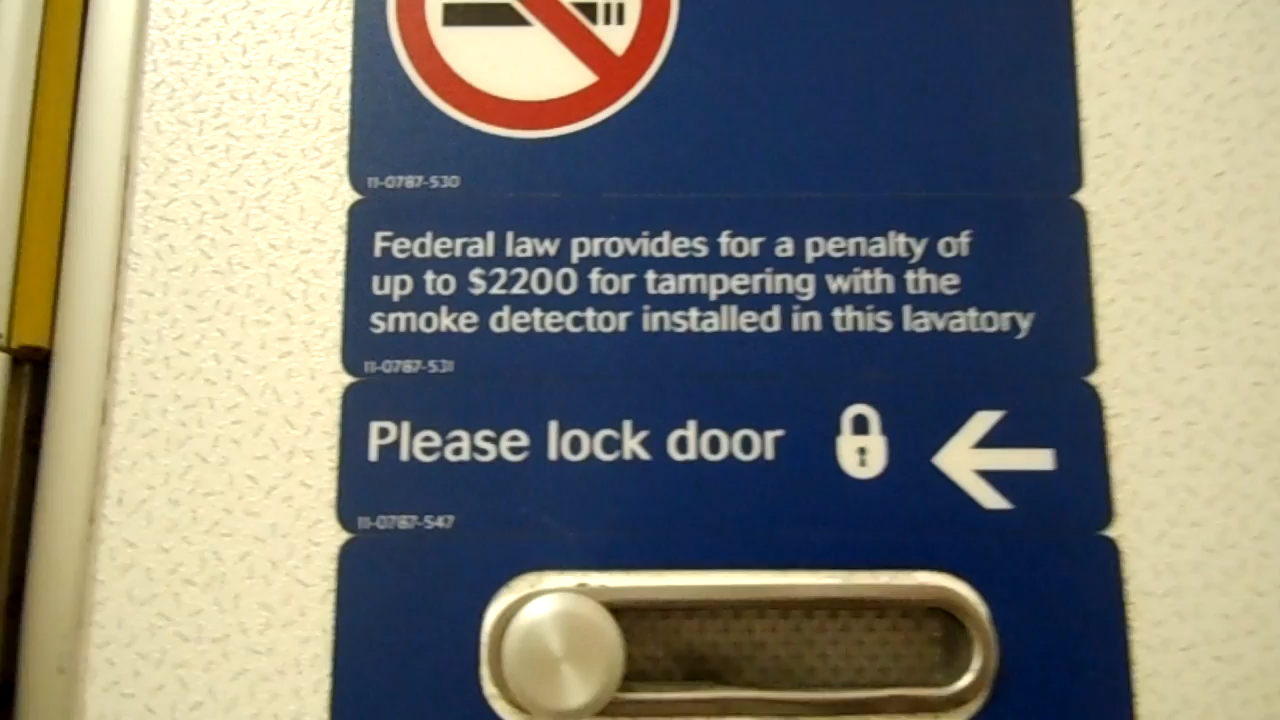 11-0787-530
Federal law provides for a penalty of
up to $2200 for tampering with the
smoke detector installed in this lavatory
11-0787-531
Please lock door
11-0787-547